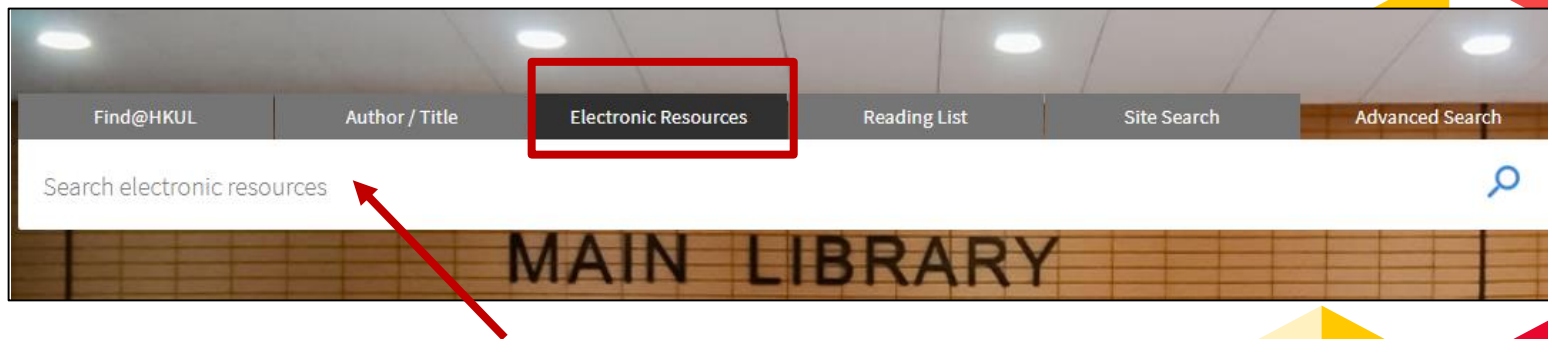 Find@HKUL Author / Title Electronic Resources Reading List Site Search Advanced Search
Search electronic resources
MAIN LIBRARY